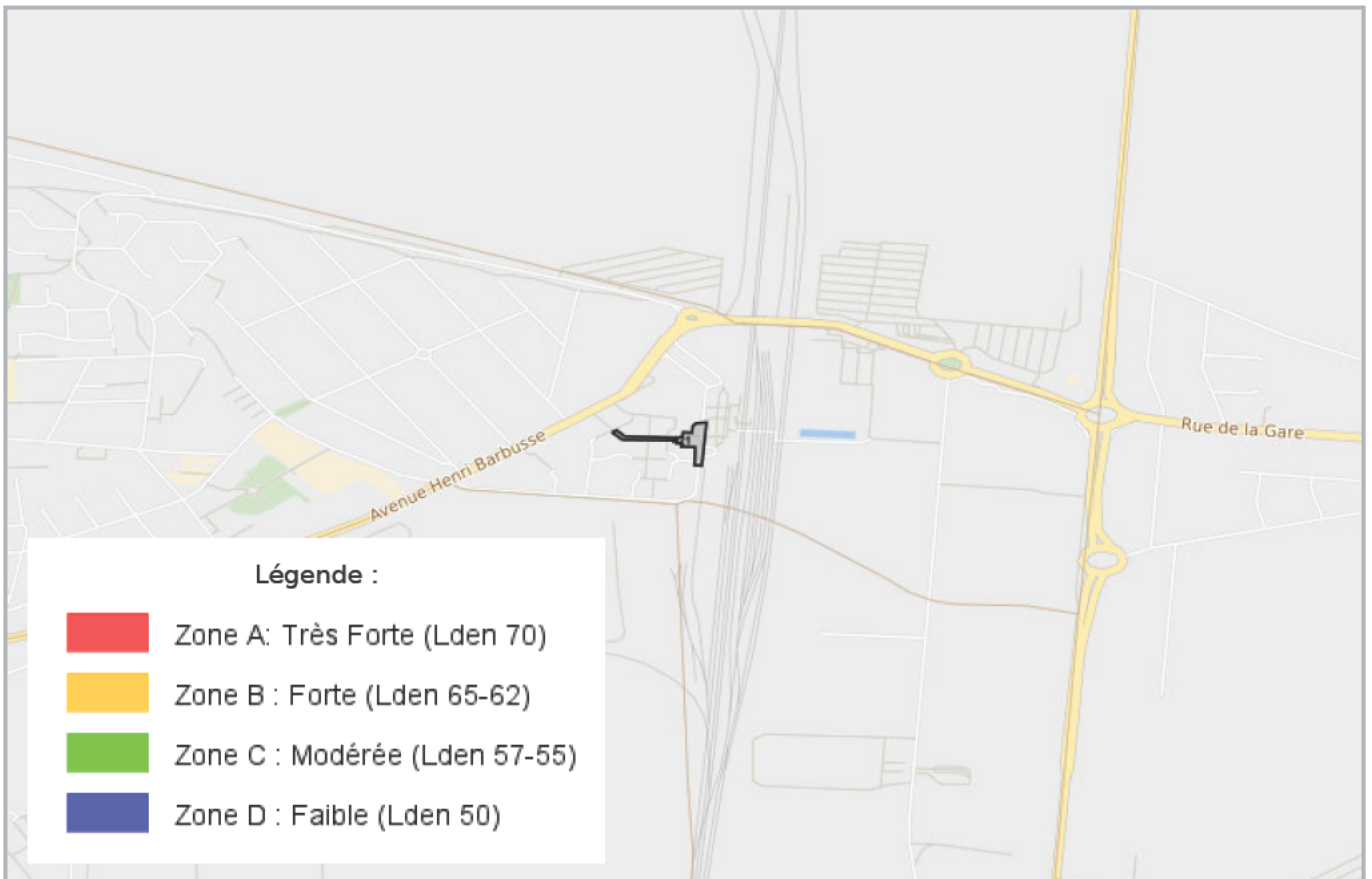 Rue de la Gare
Avenue Henri Barbusse
Légende :
Zone A: Très Forte (Lden 70)
Zone B : Forte (Lden 65-62)
Zone C : Modérée (Lden 57-55)
Zone D : Faible (Lden 50)